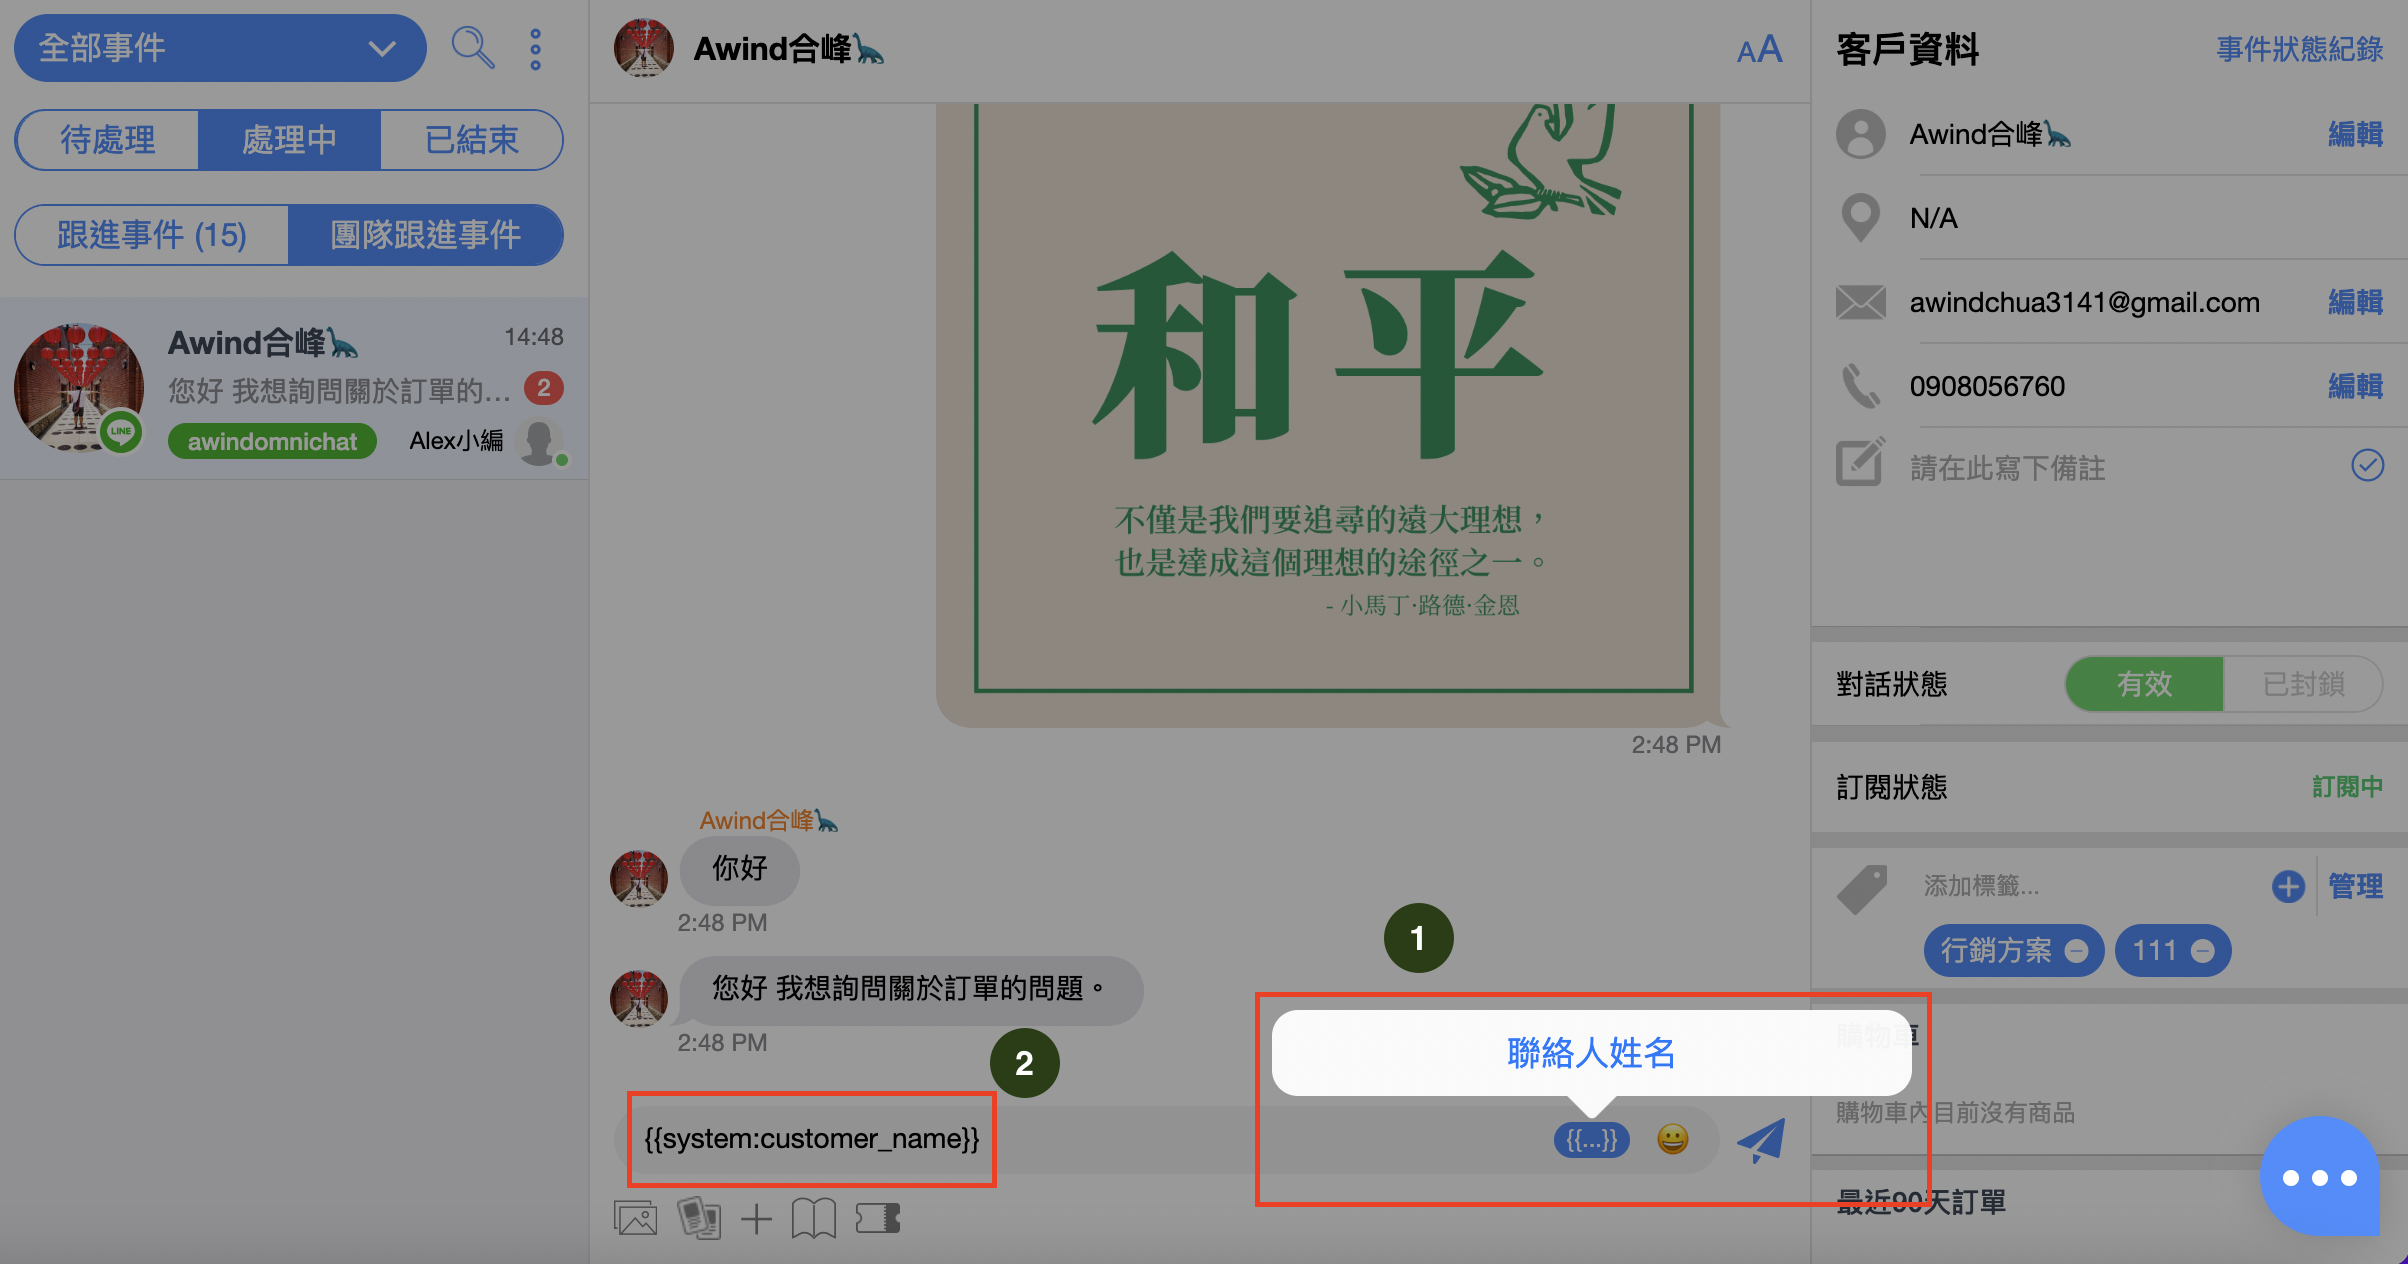 全部事件
待處理
處理中
已結束
跟進事件 (15)
團隊跟進事件
Awind合峰🦕
14:48
您好 我想詢問關於訂單的...
2
LINE
awindomnichat
Alex小編
Awind合峰🦕
AA
和平
不僅是我們要追尋的遠大理想，
也是達成這個理想的途徑之一。
- 小馬丁·路德·金恩
2:48 PM
Awind合峰🦕
你好
2:48 PM
您好 我想詢問關於訂單的問題。
2:48 PM
1
2
聯絡人姓名
{{system:customer_name}}
{{...}}
客戶資料
事件狀態紀錄
Awind合峰🦕
編輯
N/A
awindchua3141@gmail.com
編輯
0908056760
編輯
請在此寫下備註
對話狀態
有效
已封鎖
訂閱狀態
訂閱中
添加標籤...
管理
行銷方案
111
購物車
購物車內目前沒有商品
最近90天訂單